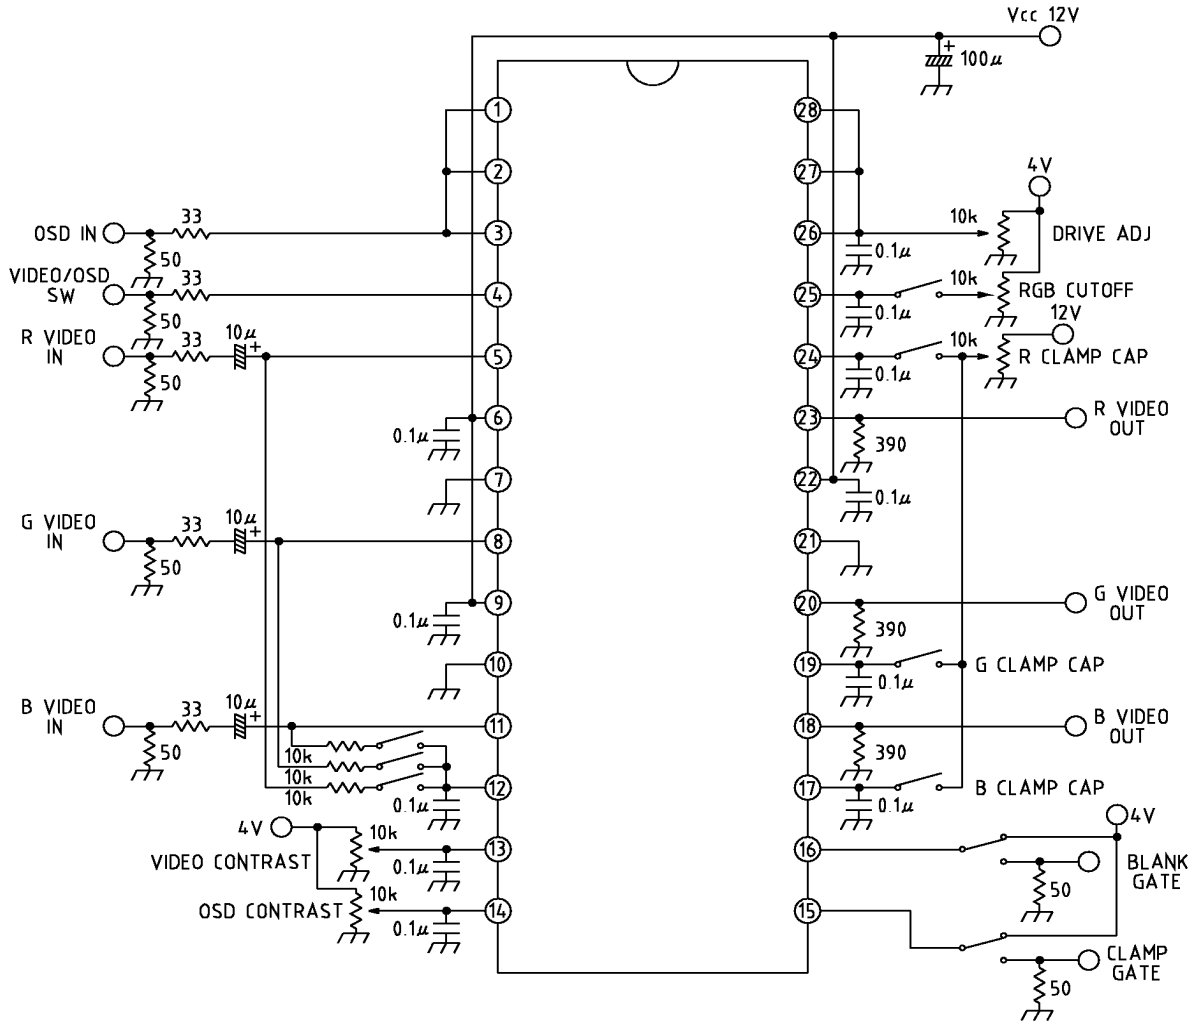 Vcc 12V
100μ
1
28
2
27
4V
OSD IN
33
3
26
10k
DRIVE ADJ
50
0.1μ
VIDEO/OSD
SW
33
4
25
10k
RGB CUTOFF
50
0.1μ
12V
R VIDEO
IN
33
10μ
+
5
24
10k
R CLAMP CAP
50
0.1μ
6
23
R VIDEO
OUT
0.1μ
390
7
22
0.1μ
G VIDEO
IN
33
10μ
+
8
21
50
9
20
G VIDEO
OUT
0.1μ
390
10
19
G CLAMP CAP
0.1μ
B VIDEO
IN
33
10μ
+
11
18
B VIDEO
OUT
50
390
10k
10k
10k
12
17
B CLAMP CAP
0.1μ
0.1μ
4V
4V
10k
VIDEO CONTRAST
13
16
0.1μ
BLANK
GATE
50
10k
OSD CONTRAST
14
15
0.1μ
CLAMP
GATE
50
+